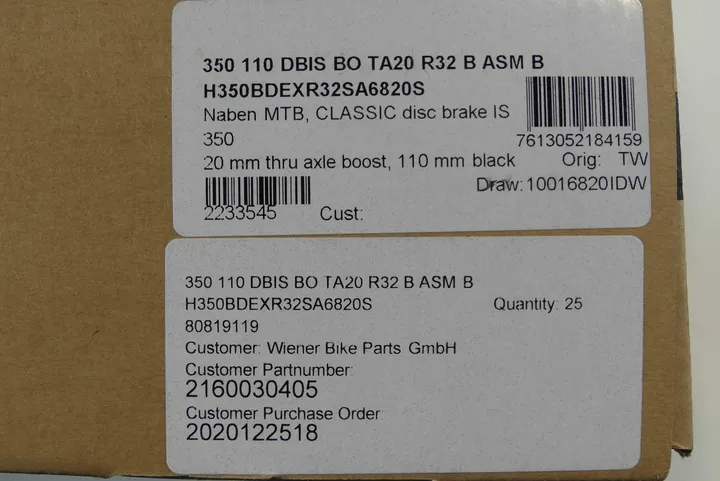 350 110 DBIS BO TA20 R32 B ASM B
H350BDEXR32SA6820S
Naben MTB, CLASSIC disc brake IS
350
7613052184159
20 mm thru axle boost, 110 mm black
Orig: TW
Draw: 10016820IDW
2233545
Cust:
350 110 DBIS BO TA20 R32 B ASM B
H350BDEXR32SA6820S
Quantity: 25
80819119
Customer: Wiener Bike Parts GmbH
Customer Partnumber:
2160030405
Customer Purchase Order:
2020122518